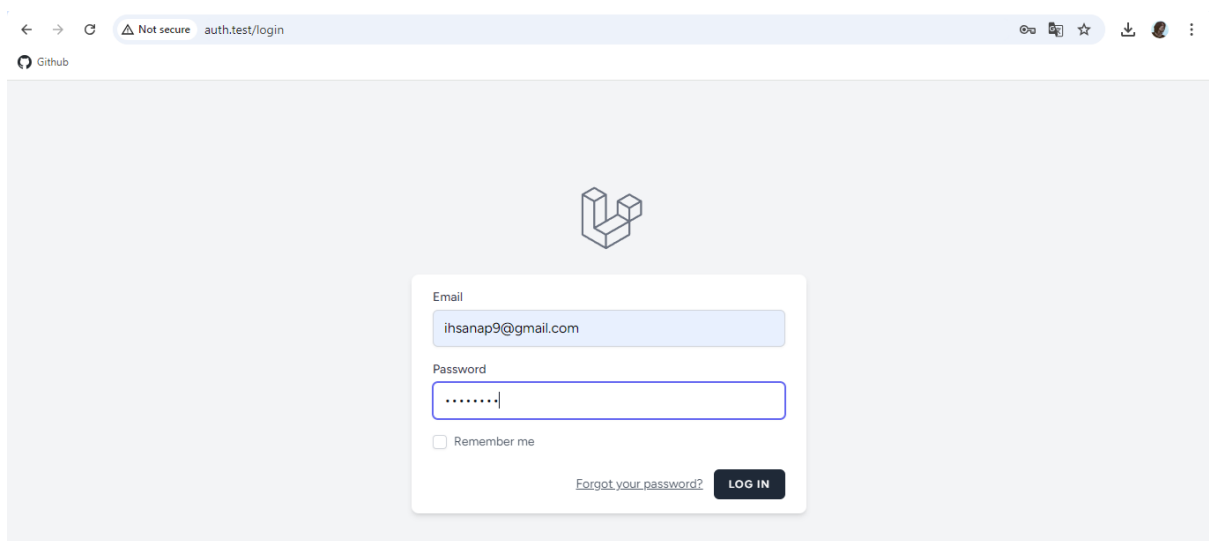 Not secure auth.test/login
Github
Email
ihsanap9@gmail.com
Password
••••••••
Remember me
Forgot your password? LOG IN